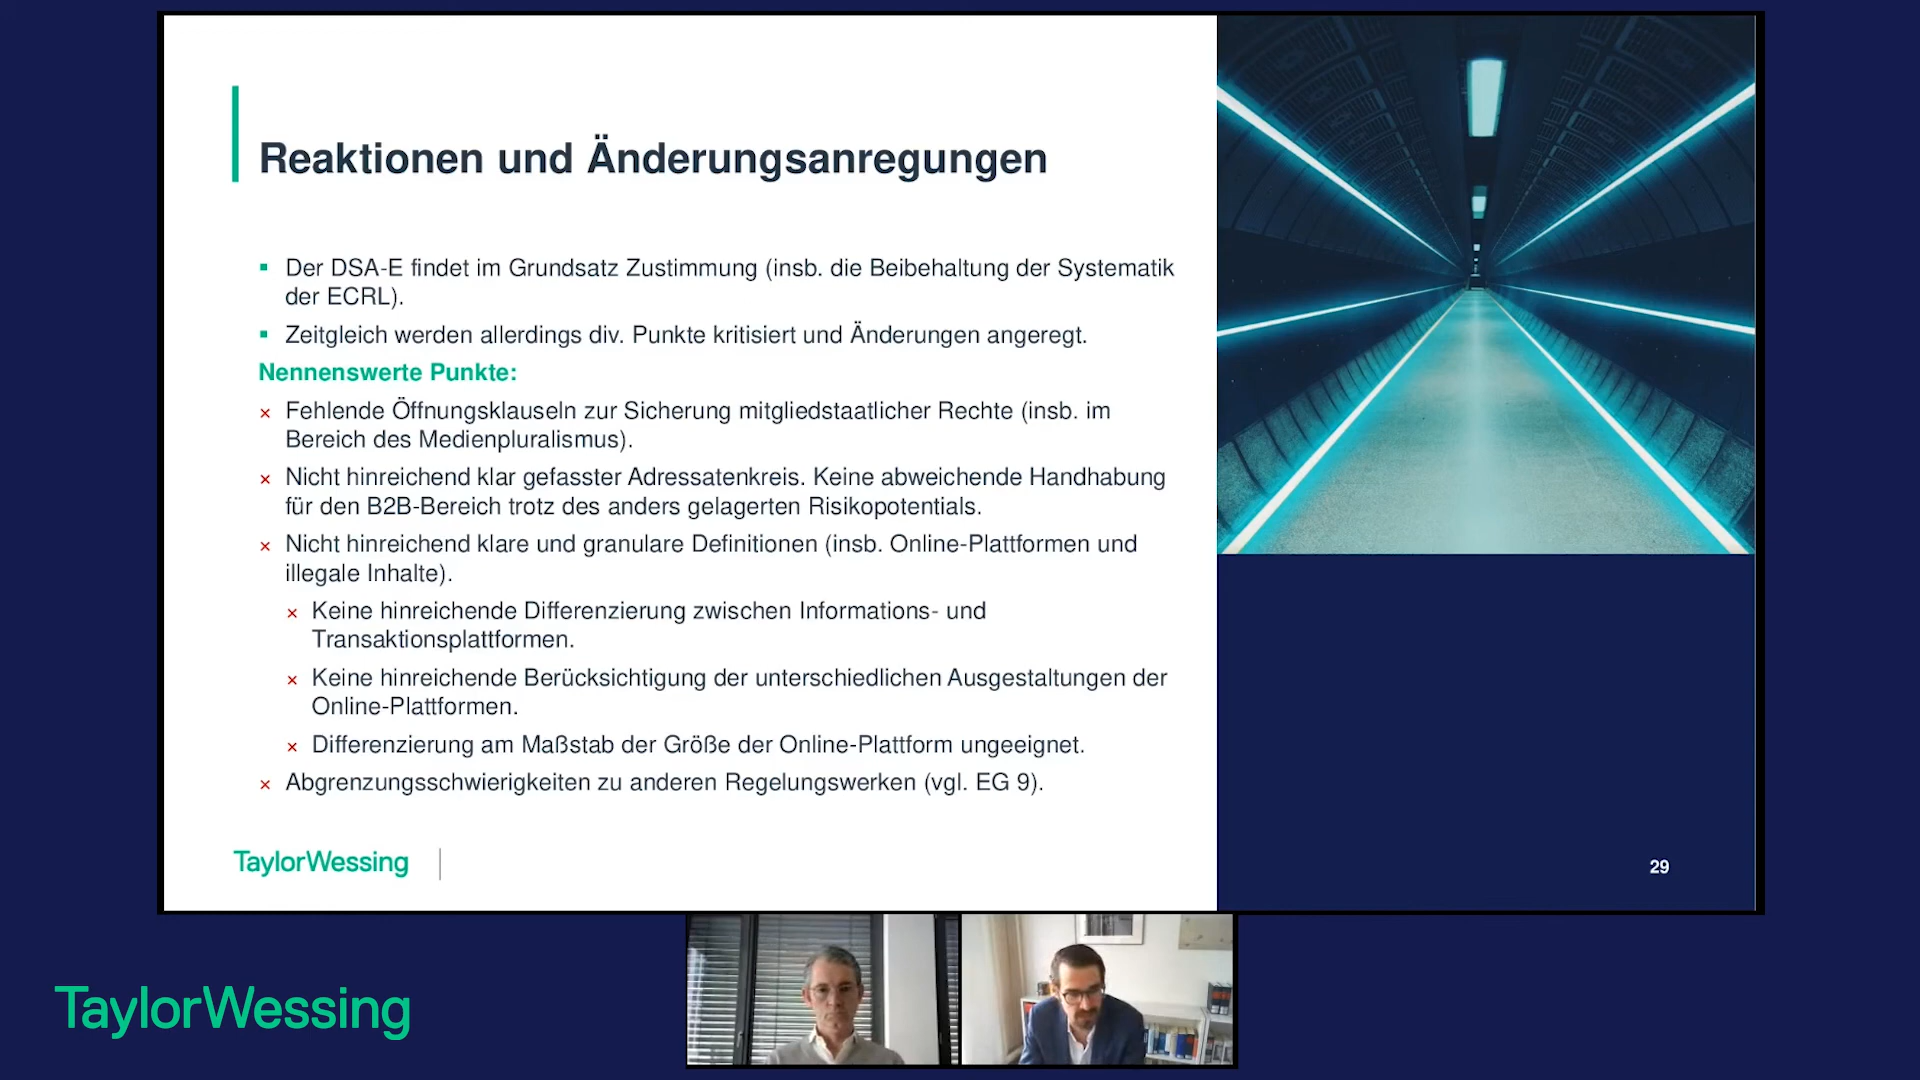 Reaktionen und Änderungsanregungen
▪ Der DSA-E findet im Grundsatz Zustimmung (insb. die Beibehaltung der Systematik
der ECRL).
▪ Zeitgleich werden allerdings div. Punkte kritisiert und Änderungen angeregt.
Nennenswerte Punkte:
× Fehlende Öffnungsklauseln zur Sicherung mitgliedstaatlicher Rechte (insb. im
Bereich des Medienpluralismus).
× Nicht hinreichend klar gefasster Adressatenkreis. Keine abweichende Handhabung
für den B2B-Bereich trotz des anders gelagerten Risikopotentials.
× Nicht hinreichend klare und granulare Definitionen (insb. Online-Plattformen und
illegale Inhalte).
× Keine hinreichende Differenzierung zwischen Informations- und
Transaktionsplattformen.
× Keine hinreichende Berücksichtigung der unterschiedlichen Ausgestaltungen der
Online-Plattformen.
× Differenzierung am Maßstab der Größe der Online-Plattform ungeeignet.
× Abgrenzungsschwierigkeiten zu anderen Regelungswerken (vgl. EG 9).
TaylorWessing
29
TaylorWessing